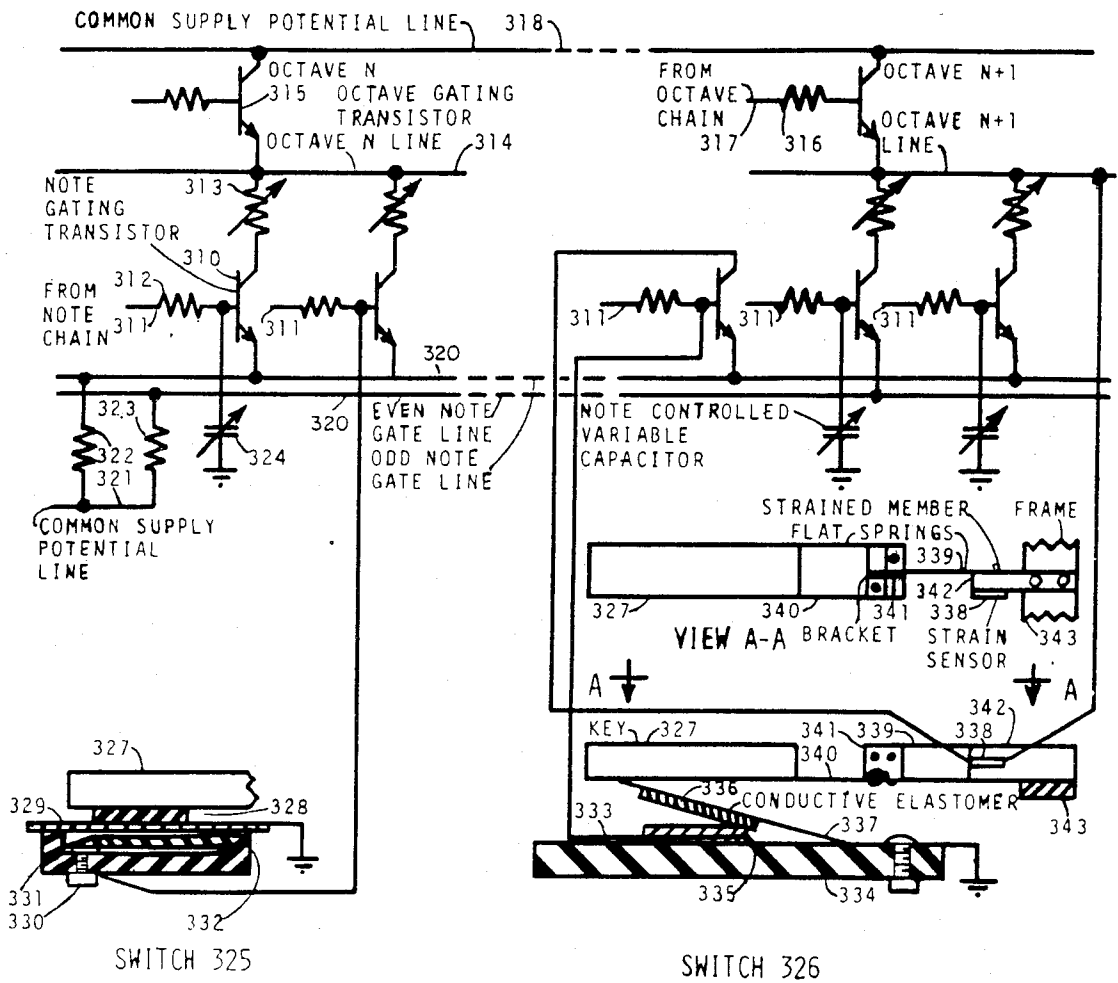 COMMON SUPPLY POTENTIAL LINE 318
OCTAVE N
315 OCTAVE GATING
TRANSISTOR
OCTAVE N LINE 314
FROM
OCTAVE
CHAIN
317 316
OCTAVE N+1
OCTAVE N+1
LINE
NOTE
GATING
TRANSISTOR
313
310
312
FROM
NOTE
CHAIN
311
311
311
311
311
320
320
323
322
321
324
EVEN NOTE
GATE LINE
ODD NOTE
GATE LINE
NOTE CONTROLLED
VARIABLE
CAPACITOR
COMMON SUPPLY
POTENTIAL
LINE
STRAINED MEMBER
FLAT SPRINGS
FRAME
339
342
338
327
340
341
343
VIEW A-A
BRACKET
STRAIN
SENSOR
A
A
KEY
327
341
339
338
342
340
336
CONDUCTIVE ELASTOMER
333
337
343
335
334
327
329
328
331
330
332
SWITCH 325
SWITCH 326